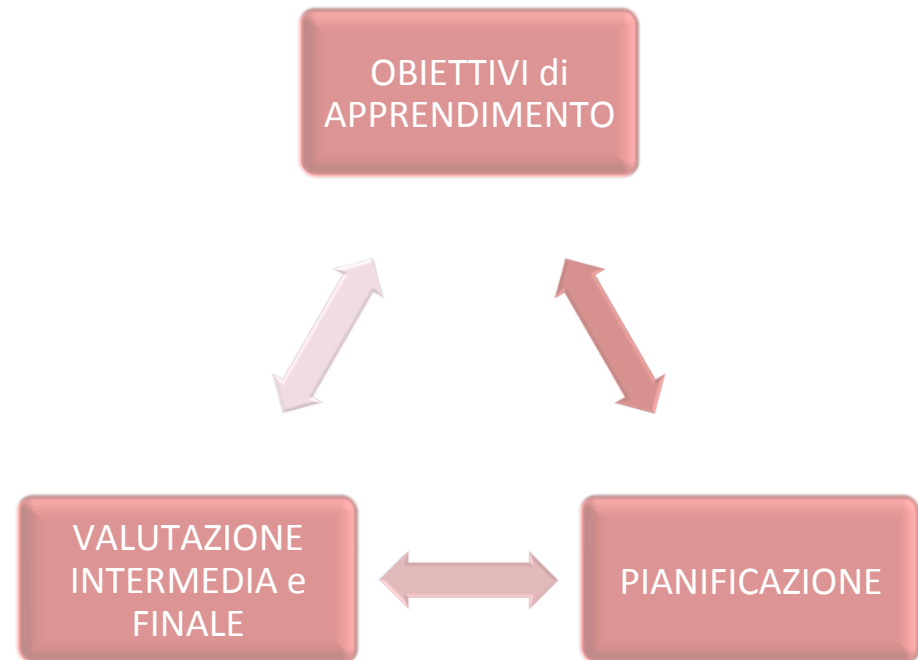 OBIETTIVI di
APPRENDIMENTO
VALUTAZIONE
INTERMEDIA e
FINALE
PIANIFICAZIONE